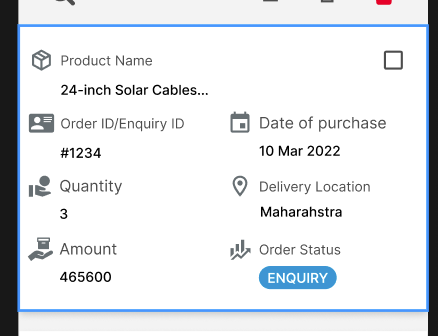 Product Name
24-inch Solar Cables...
Order ID/Enquiry ID
#1234
Date of purchase
10 Mar 2022
Quantity
3
Delivery Location
Maharahstra
Amount
465600
Order Status
ENQUIRY